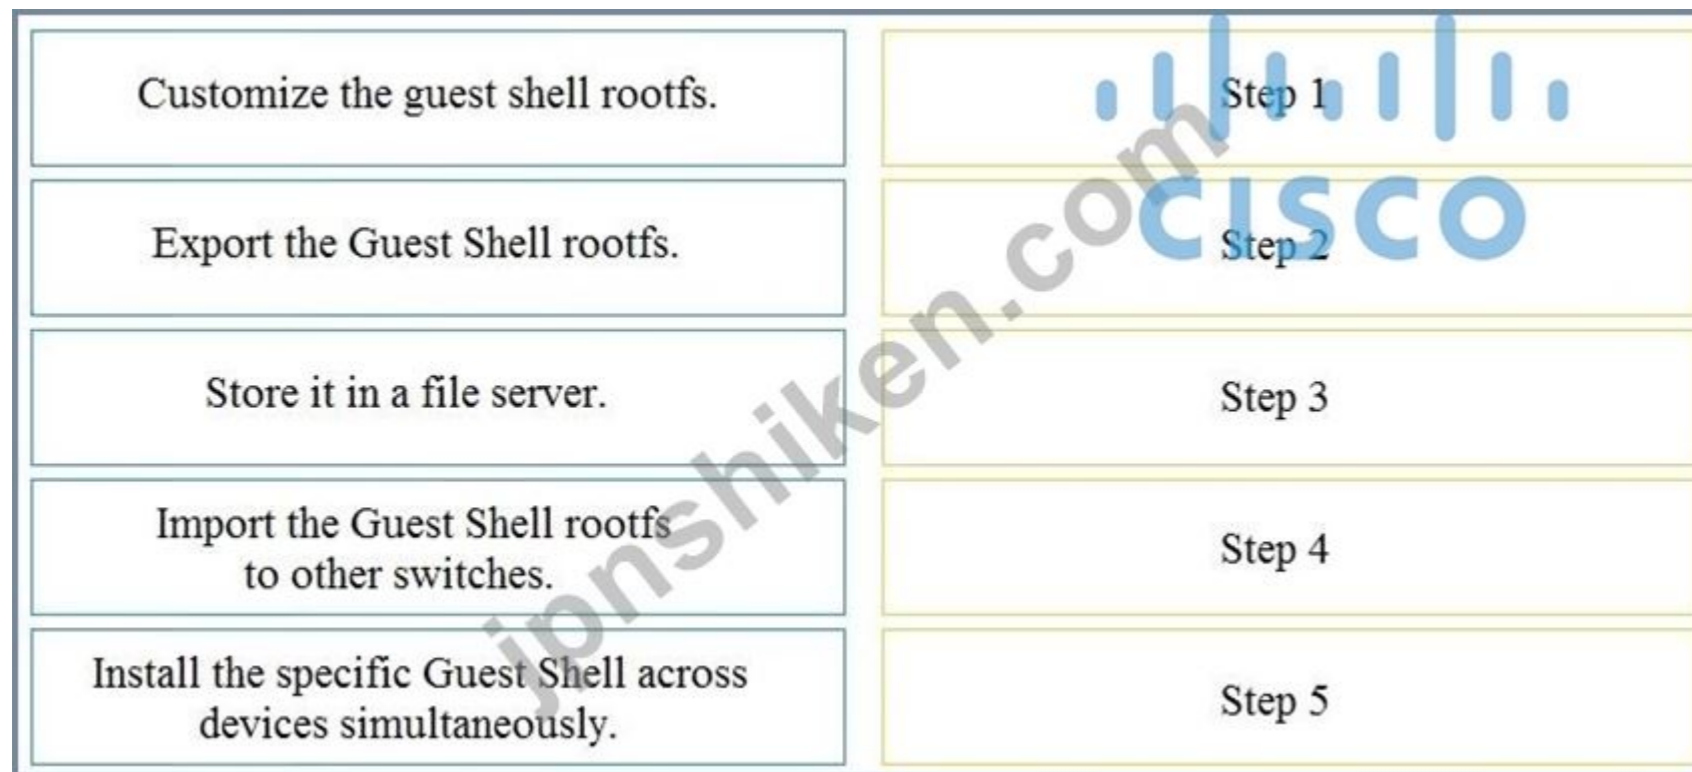 Customize the guest shell rootfs.
Step 1
Export the Guest Shell rootfs.
Step 2
Store it in a file server.
Step 3
Import the Guest Shell rootfs
to other switches.
Step 4
Install the specific Guest Shell across
devices simultaneously.
Step 5
CISCO
jpnshiken.com